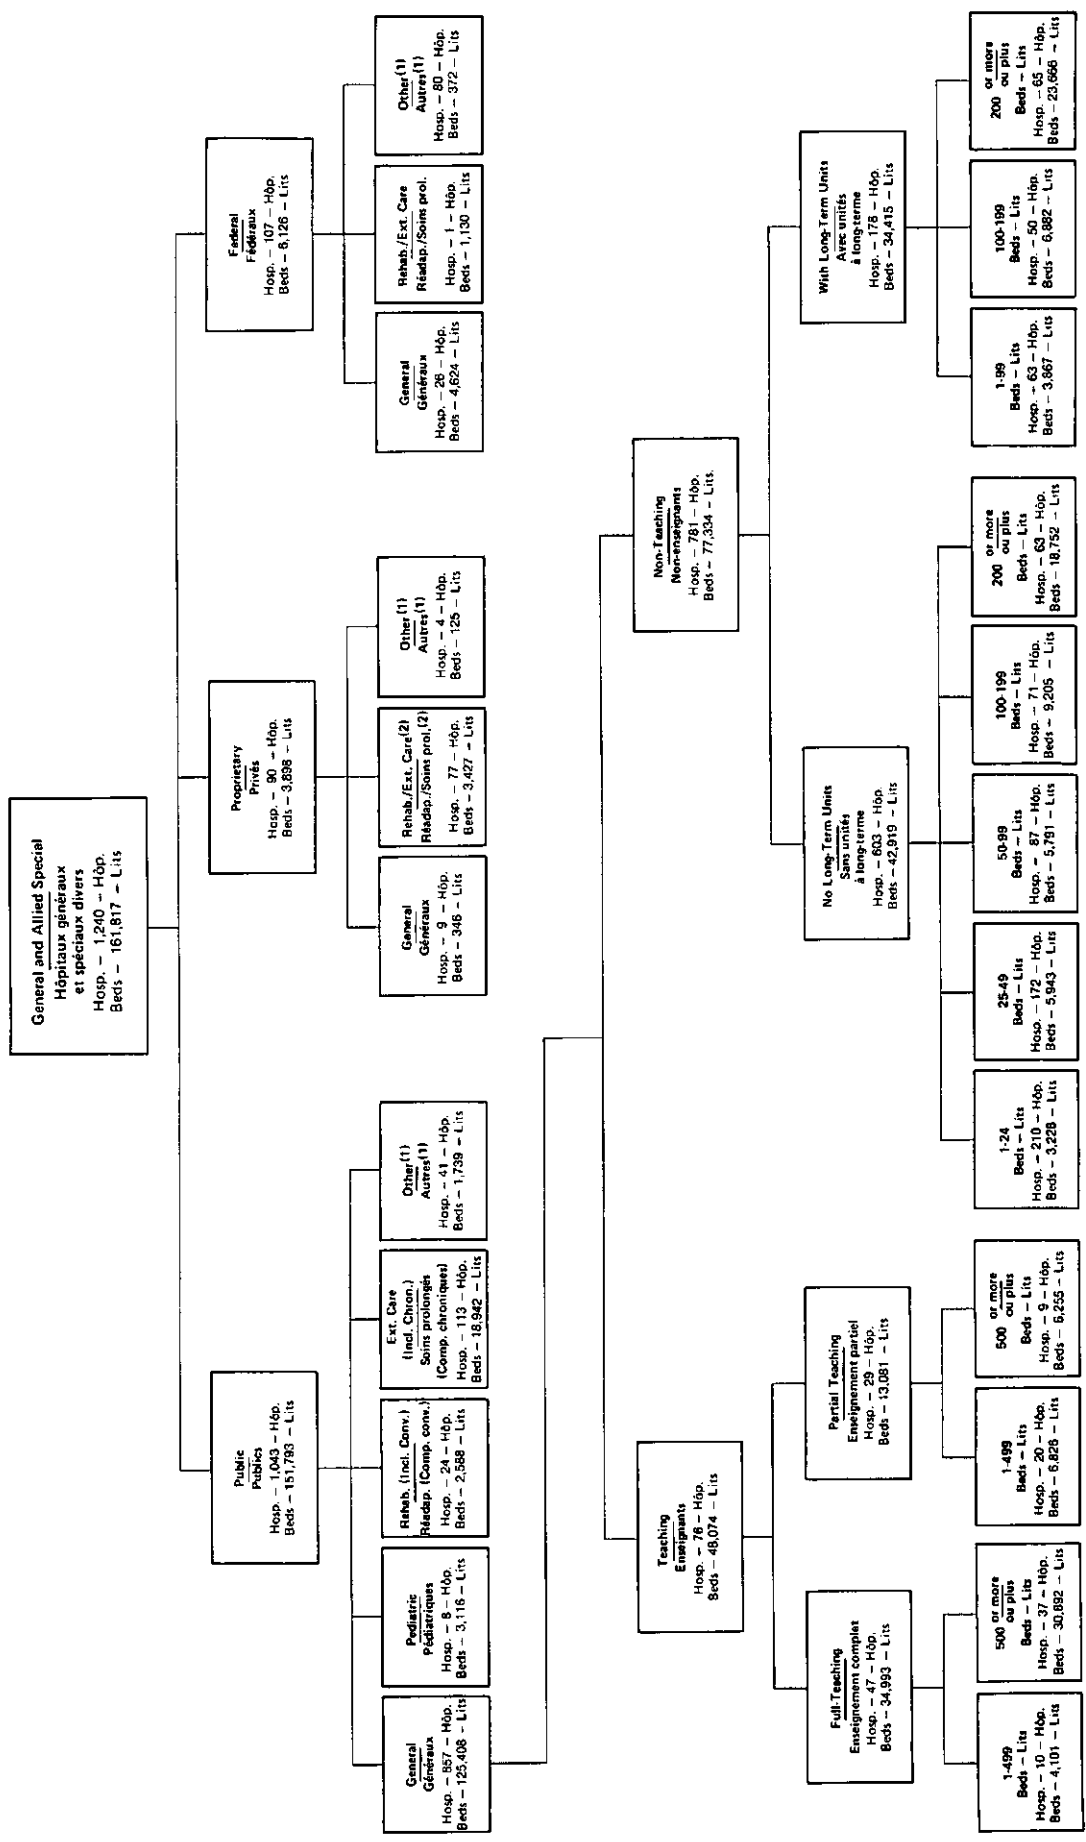 General and Allied Special
Hôpitaux généraux
et spéciaux divers
Hosp. – 1,240 – Hôp.
Beds – 161,817 – Lits
Public
Publics
Hosp. – 1,043 – Hôp.
Beds – 151,793 – Lits
Proprietary
Privés
Hosp. – 90 – Hôp.
Beds – 3,898 – Lits
Federal
Fédéraux
Hosp. – 107 – Hôp.
Beds – 6,126 – Lits
General
Généraux
Hosp. – 857 – Hôp.
Beds – 125,408 – Lits
Pediatric
Pédiatriques
Hosp. – 8 – Hôp.
Beds – 3,116 – Lits
Rehab. (Incl. Conv.)
Réadap. (Comp. conv.)
Hosp. – 24 – Hôp.
Beds – 2,588 – Lits
Ext. Care
(Incl. Chron.)
Soins prolongés
(Comp. chroniques)
Hosp. – 113 – Hôp.
Beds – 18,942 – Lits
Other(1)
Autres(1)
Hosp. – 41 – Hôp.
Beds – 1,739 – Lits
General
Généraux
Hosp. – 9 – Hôp.
Beds – 346 – Lits
Rehab./Ext. Care(2)
Réadap./Soins prol.(2)
Hosp. – 77 – Hôp.
Beds – 3,427 – Lits
Other(1)
Autres(1)
Hosp. – 4 – Hôp.
Beds – 125 – Lits
General
Généraux
Hosp. – 26 – Hôp.
Beds – 4,624 – Lits
Rehab./Ext. Care
Réadap./Soins prol.
Hosp. – 1 – Hôp.
Beds – 1,130 – Lits
Other(1)
Autres(1)
Hosp. – 80 – Hôp.
Beds – 372 – Lits
Teaching
Enseignants
Hosp. – 76 – Hôp.
Beds – 48,074 – Lits
Non-Teaching
Non-enseignants
Hosp. – 781 – Hôp.
Beds – 77,334 – Lits.
Full-Teaching
Enseignement complet
Hosp. – 47 – Hôp.
Beds – 34,993 – Lits
Partial Teaching
Enseignement partiel
Hosp. – 29 – Hôp.
Beds – 13,081 – Lits
No Long-Term Units
Sans unités
à long-terme
Hosp. – 603 – Hôp.
Beds – 42,919 – Lits
With Long-Term Units
Avec unités
à long-terme
Hosp. – 178 – Hôp.
Beds – 34,415 – Lits
1-499
Beds – Lits
Hosp. – 10 – Hôp.
Beds – 4,101 – Lits
500 or more
ou plus
Beds – Lits
Hosp. – 37 – Hôp.
Beds – 30,892 – Lits
1-499
Beds – Lits
Hosp. – 20 – Hôp.
Beds – 6,826 – Lits
500 or more
ou plus
Beds – Lits
Hosp. – 9 – Hôp.
Beds – 6,255 – Lits
1-24
Beds – Lits
Hosp. – 210 – Hôp.
Beds – 3,228 – Lits
25-49
Beds – Lits
Hosp. – 172 – Hôp.
Beds – 5,943 – Lits
50-99
Beds – Lits
Hosp. – 87 – Hôp.
Beds – 5,791 – Lits
100-199
Beds – Lits
Hosp. – 71 – Hôp.
Beds – 9,205 – Lits
200 or more
ou plus
Beds – Lits
Hosp. – 63 – Hôp.
Beds – 18,752 – Lits
1-99
Beds – Lits
Hosp. – 63 – Hôp.
Beds – 3,867 – Lits
100-199
Beds – Lits
Hosp. – 50 – Hôp.
Beds – 6,882 – Lits
200 or more
ou plus
Beds – Lits
Hosp. – 65 – Hôp.
Beds – 23,666 – Lits